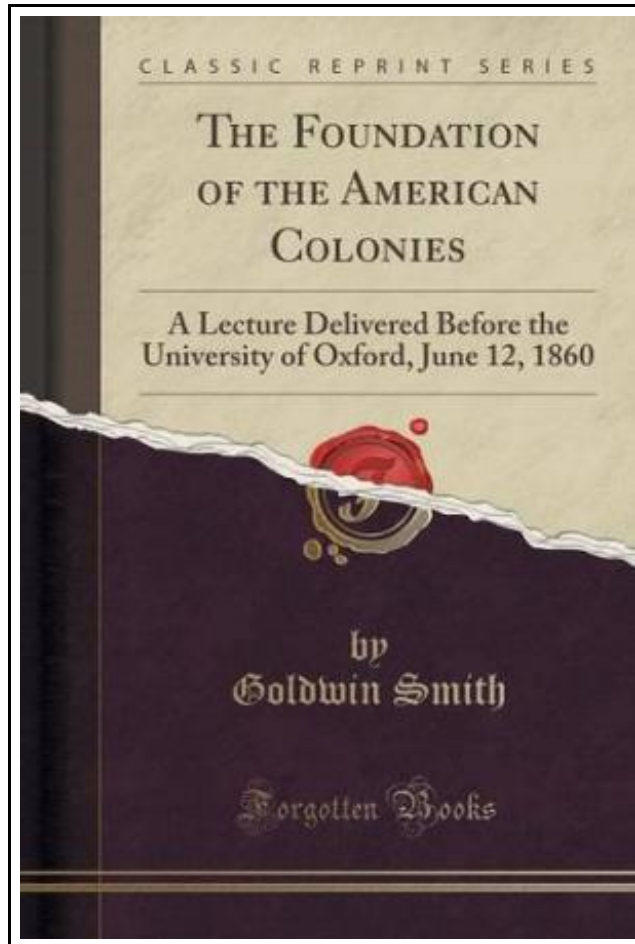 CLASSIC REPRINT SERIES
THE FOUNDATION
OF THE AMERICAN
COLONIES
A Lecture Delivered Before the
University of Oxford, June 12, 1860
F
by
Goldwin Smith
Forgotten Books